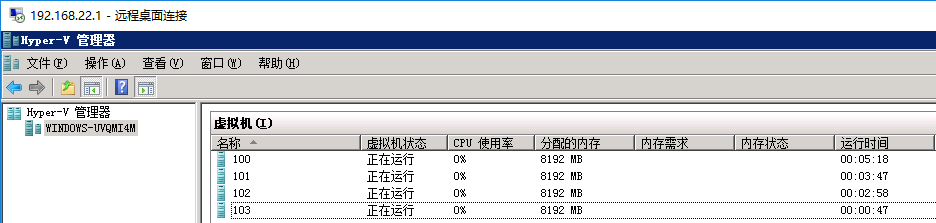 192.168.22.1 - 远程桌面连接
Hyper-V 管理器
文件(F) 操作(A) 查看(V) 窗口(W) 帮助(H)
Hyper-V 管理器
WINDOWS-UVQMI4M
虚拟机(I)
名称 虚拟机状态 CPU 使用率 分配的内存 内存需求 内存状态 运行时间
100 正在运行 0% 8192 MB 00:05:18
101 正在运行 0% 8192 MB 00:03:47
102 正在运行 0% 8192 MB 00:02:58
103 正在运行 0% 8192 MB 00:00:47